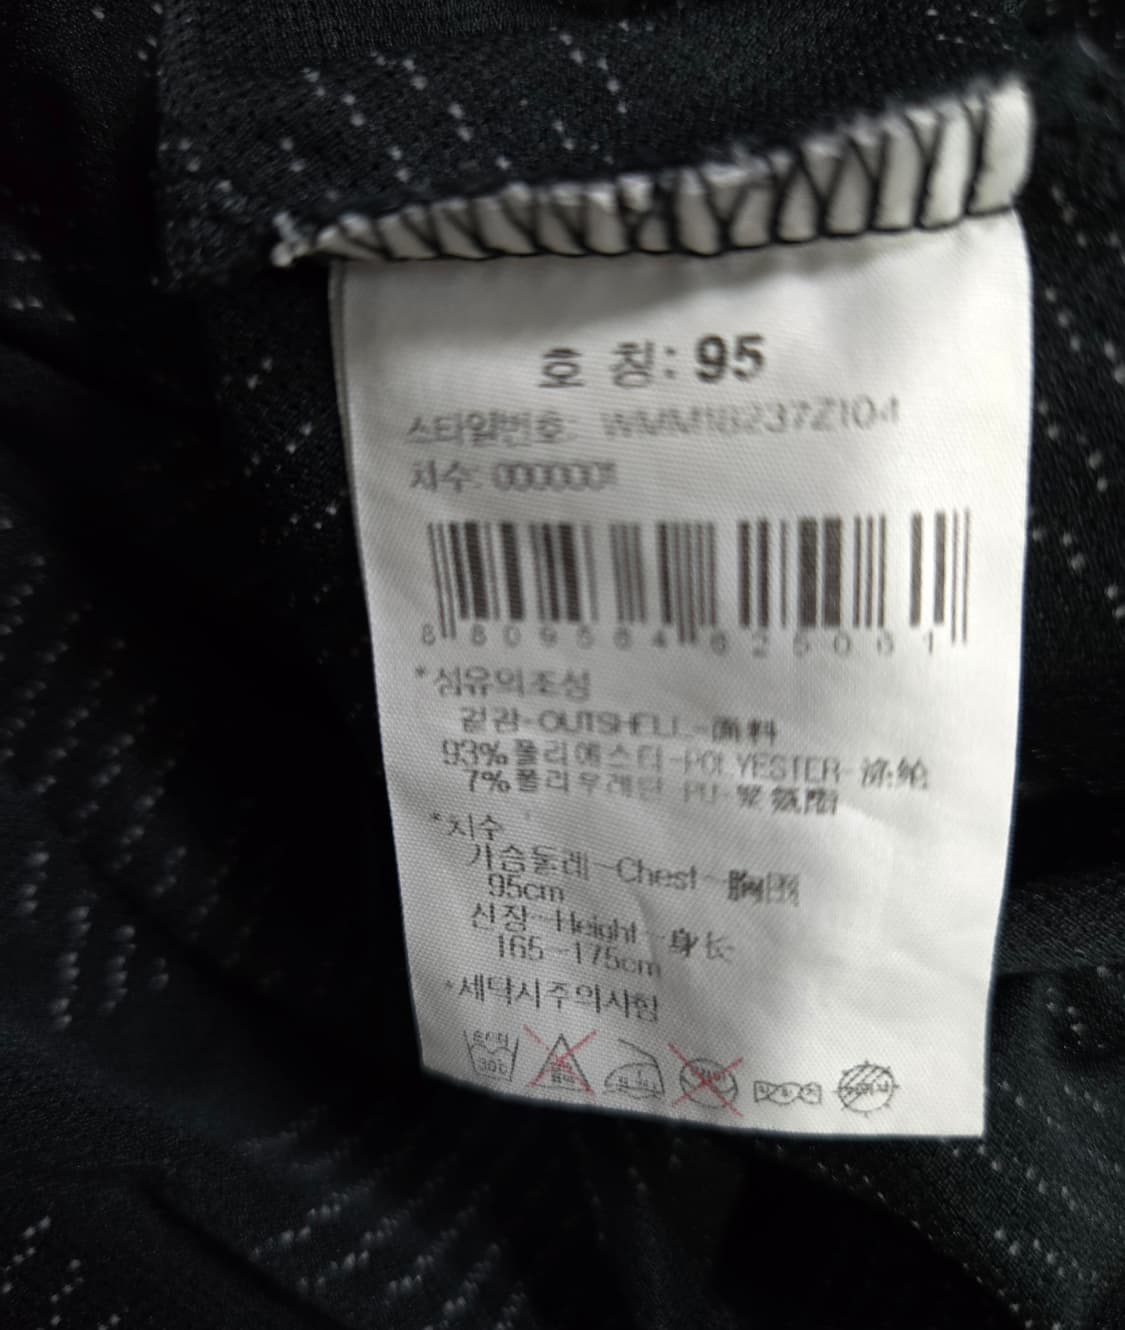 호 칭: 95
스타일번호: WMM18237Z104
차수:
*섬유의조성
겉감-OUTSHELL-面料
93%폴리에스터-POLYESTER-涤纶
7%폴리우레탄-PU-聚氨酯
*치수
가슴둘레-Chest-胸围
95cm
신장-Height-身长
165~175cm
*세탁시주의사항